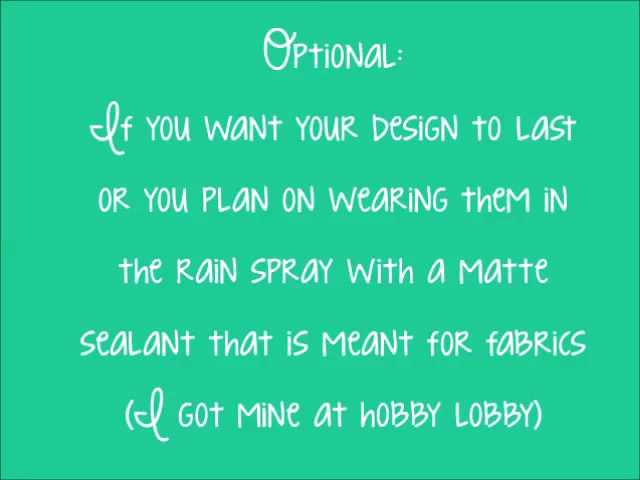 Optional:
If you want your design to last
or you plan on wearing them in
the rain spray with a matte
sealant that is meant for fabrics
(I got mine at hobby lobby)